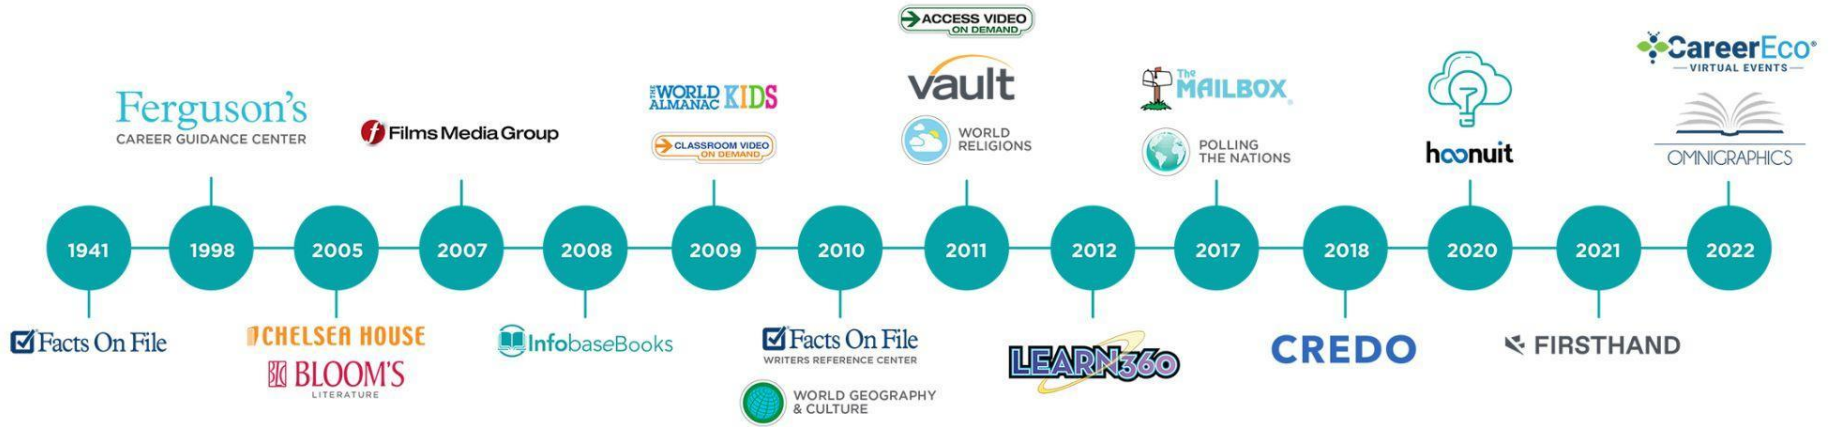 1941
Facts On File
1998
Ferguson's
CAREER GUIDANCE CENTER
2005
CHELSEA HOUSE
BLC BLOOM'S
LITERATURE
2007
f Films Media Group
2008
InfobaseBooks
2009
THE WORLD
ALMANAC KIDS
CLASSROOM VIDEO
ON DEMAND
2010
Facts On File
WRITERS REFERENCE CENTER
WORLD GEOGRAPHY
& CULTURE
2011
ACCESS VIDEO
ON DEMAND
vault
WORLD
RELIGIONS
2012
LEARN360
2017
The
MAILBOX
POLLING
THE NATIONS
2018
CREDO
2020
hoonuit
2021
FIRSTHAND
2022
CareerEco®
VIRTUAL EVENTS
OMNIGRAPHICS